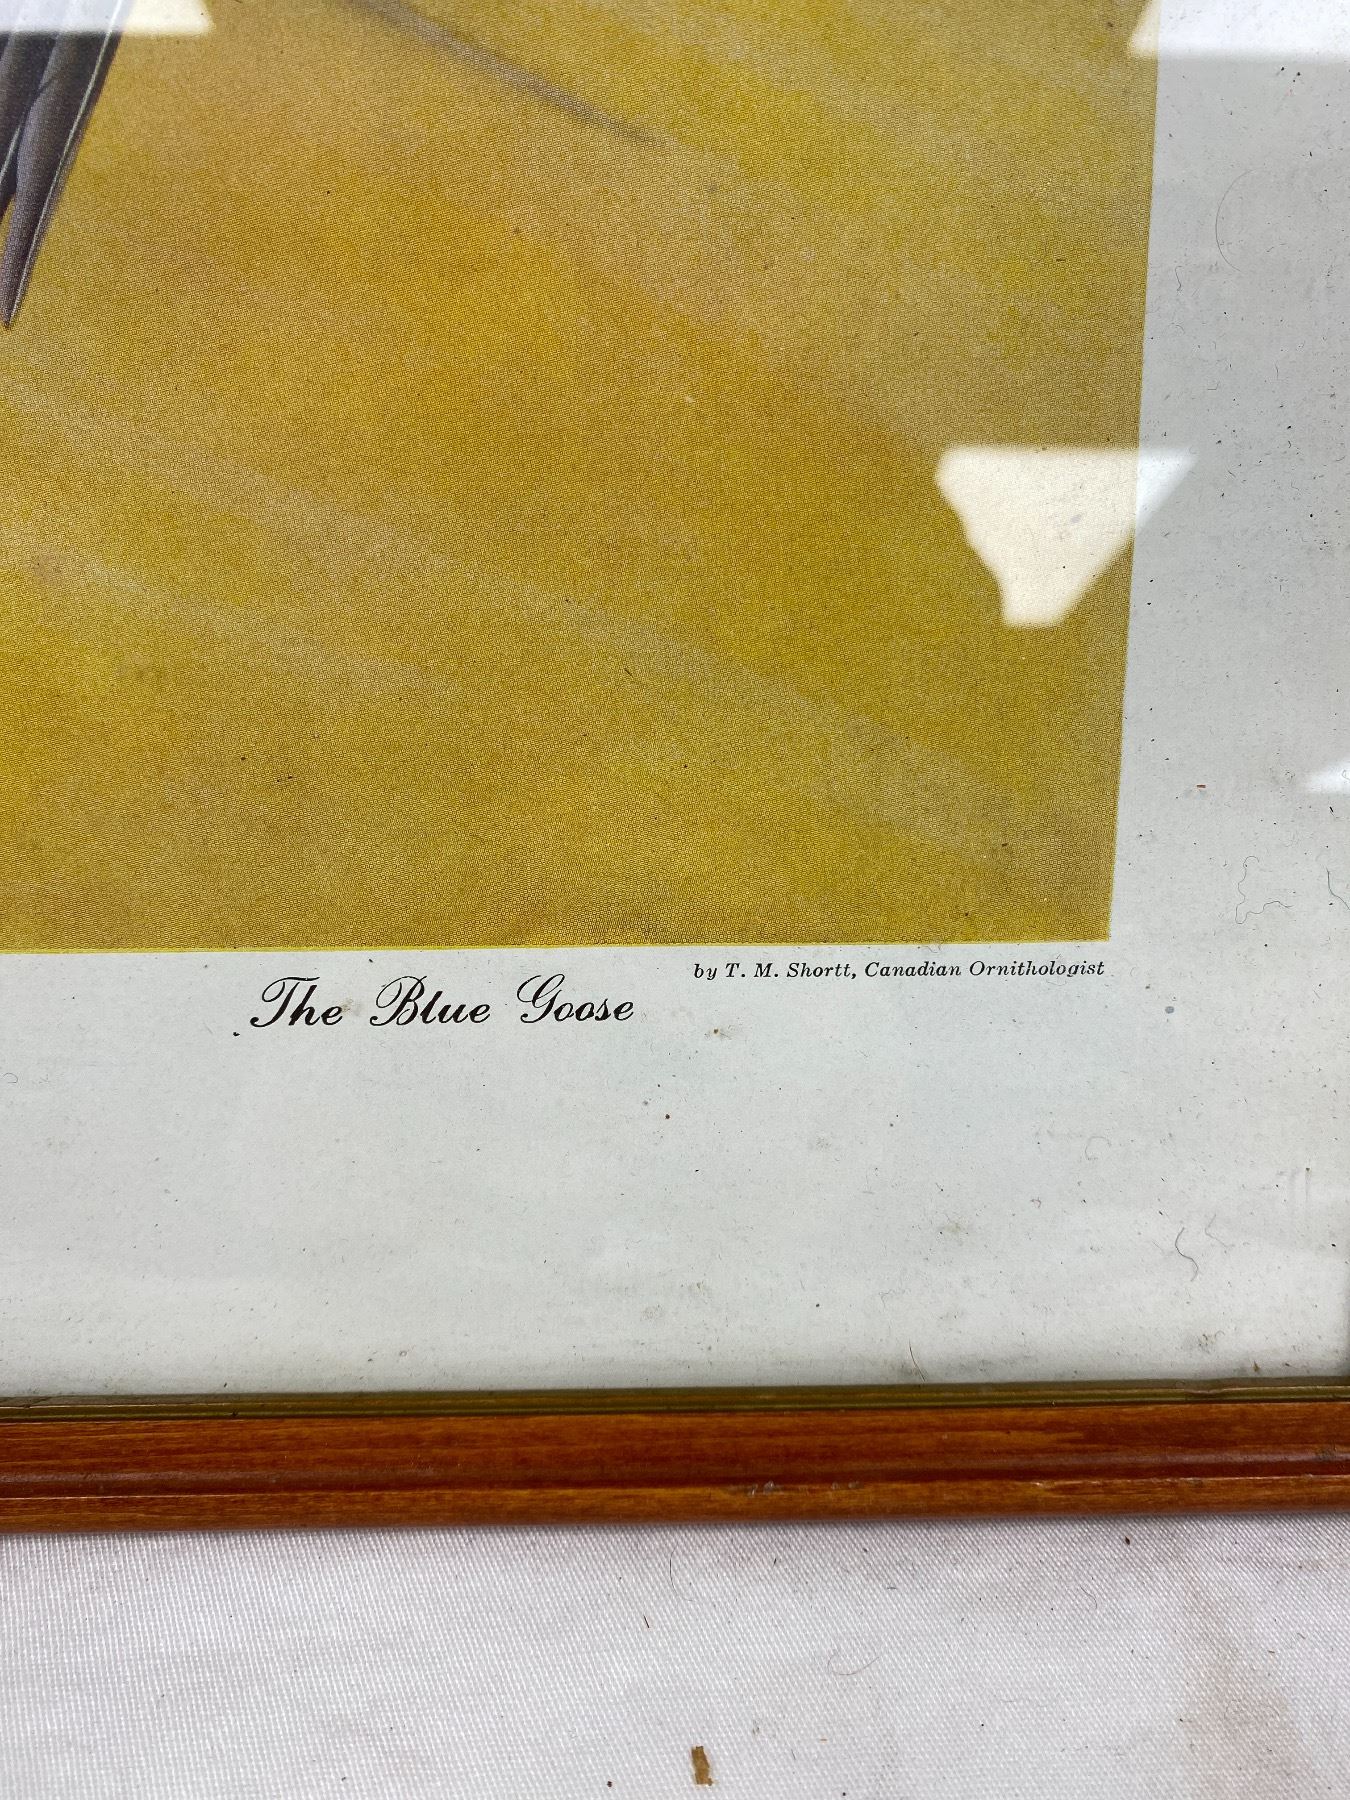 by T. M. Shortt, Canadian Ornithologist
The Blue Goose